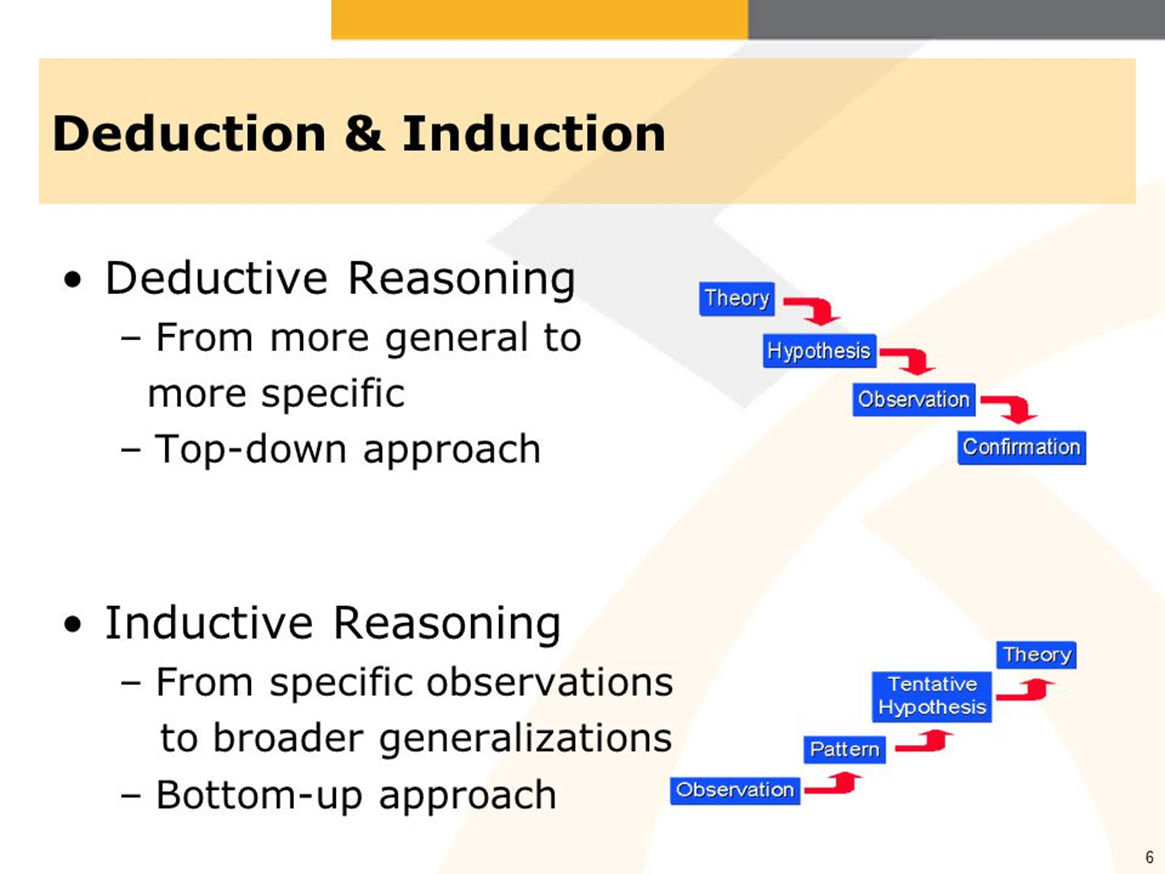 Deduction & Induction
• Deductive Reasoning
– From more general to
more specific
– Top-down approach
Theory
Hypothesis
Observation
Confirmation
• Inductive Reasoning
– From specific observations
to broader generalizations
– Bottom-up approach
Theory
Tentative
Hypothesis
Pattern
Observation
6